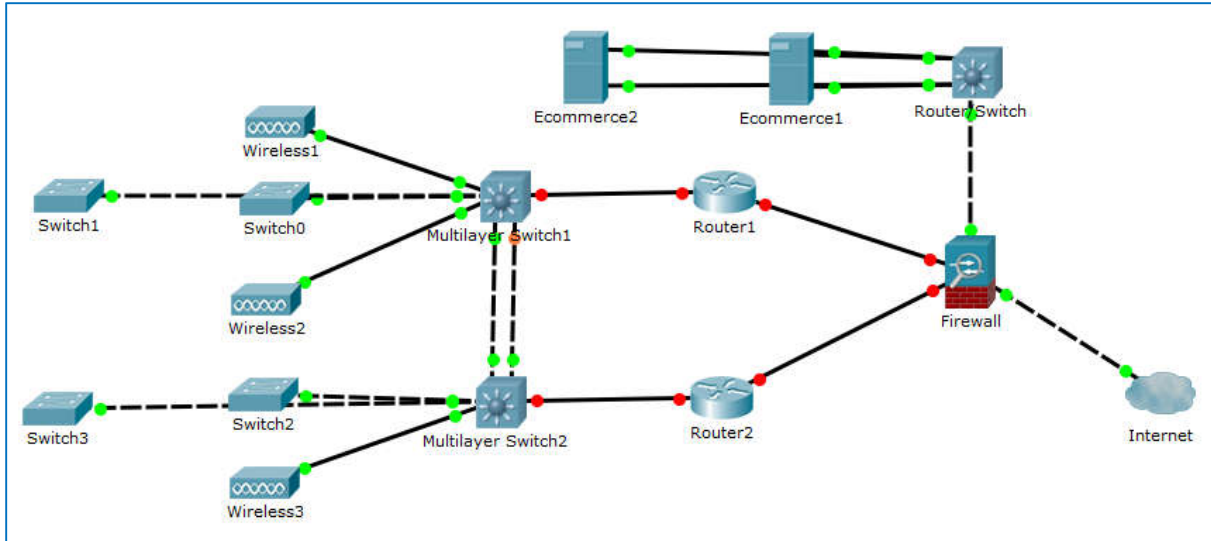 Ecommerce2
Ecommerce1
Router/Switch
Wireless1
Switch1
Switch0
Multilayer Switch1
Router1
Wireless2
Firewall
Switch3
Switch2
Multilayer Switch2
Router2
Internet
Wireless3